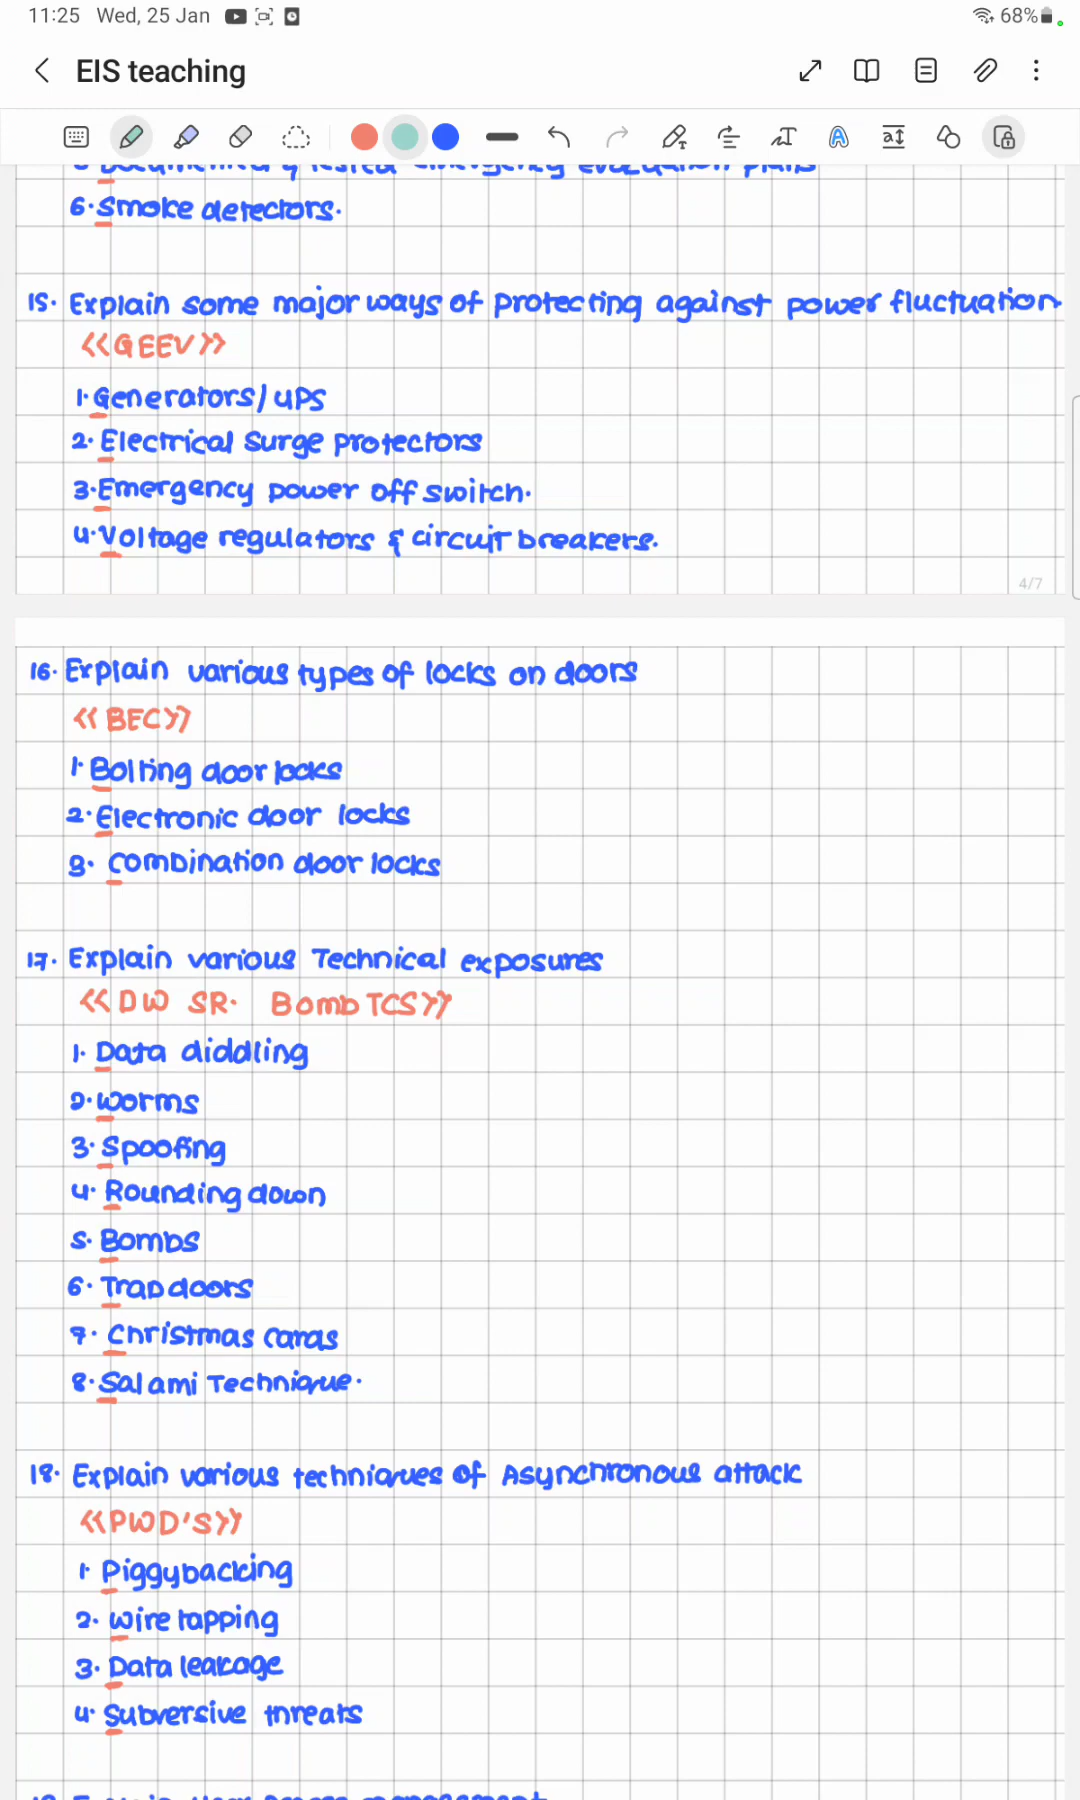 11:25 Wed, 25 Jan 68%
EIS teaching
Documented & tested emergency evacuation plans
6. Smoke detectors.
15. Explain some major ways of protecting against power fluctuation.
<<GEEV>>
1. Generators/UPS
2. Electrical Surge protectors
3. Emergency power off switch.
4. Voltage regulators & circuit breakers.
4/7
16. Explain various types of locks on doors
<<BEC>>
1. Bolting door locks
2. Electronic door locks
3. Combination door locks
17. Explain various Technical exposures
<<DW SR. Bomb TCS>>
1. Data diddling
2. Worms
3. Spoofing
4. Rounding down
5. Bombs
6. Trap doors
7. Christmas cards
8. Salami Technique.
18. Explain various techniques of Asynchronous attack
<<PWD'S>>
1. Piggybacking
2. Wire tapping
3. Data leakage
4. Subversive threats